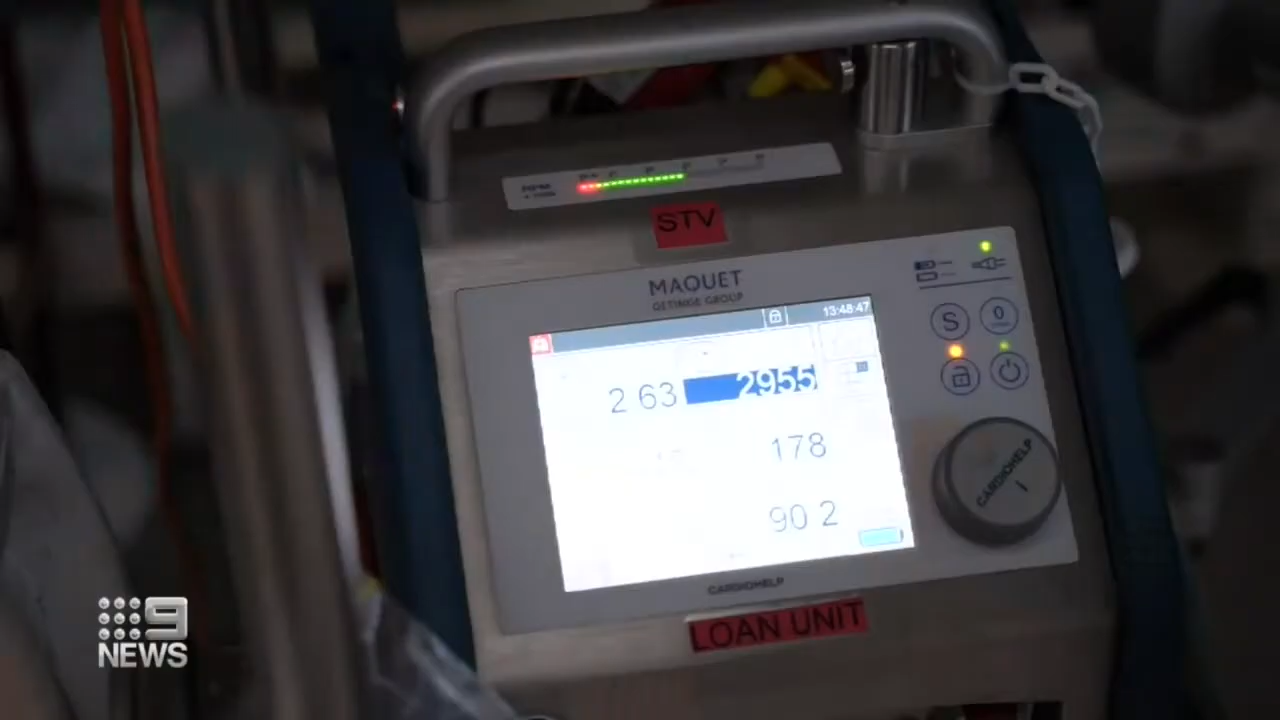 RPM
STV
MAQUET
GETINGE GROUP
13:48:47
S
0
2 63 2955
178
90 2
CARDIOHELP
CARDIOHELP
LOAN UNIT
9
NEWS